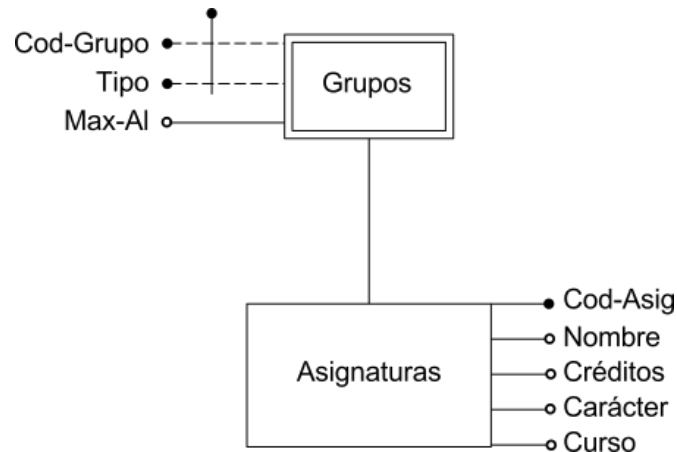 Cod-Grupo
Tipo
Max-Al
Grupos
Asignaturas
Cod-Asig
Nombre
Créditos
Carácter
Curso